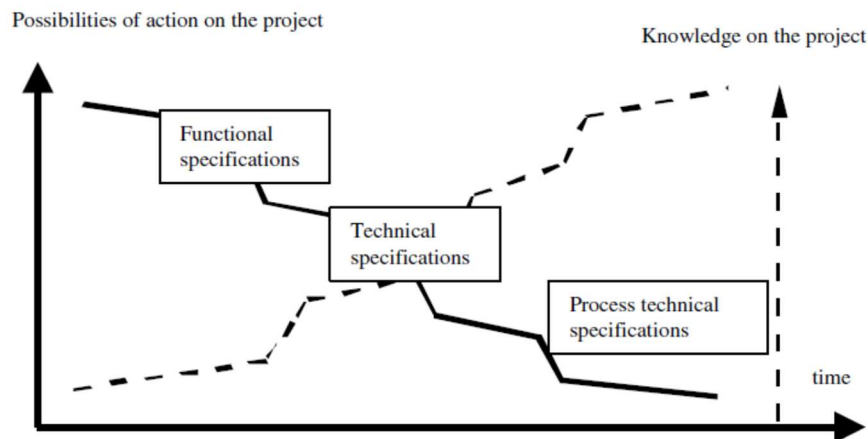 Possibilities of action on the project
Knowledge on the project
Functional
specifications
Technical
specifications
Process technical
specifications
time